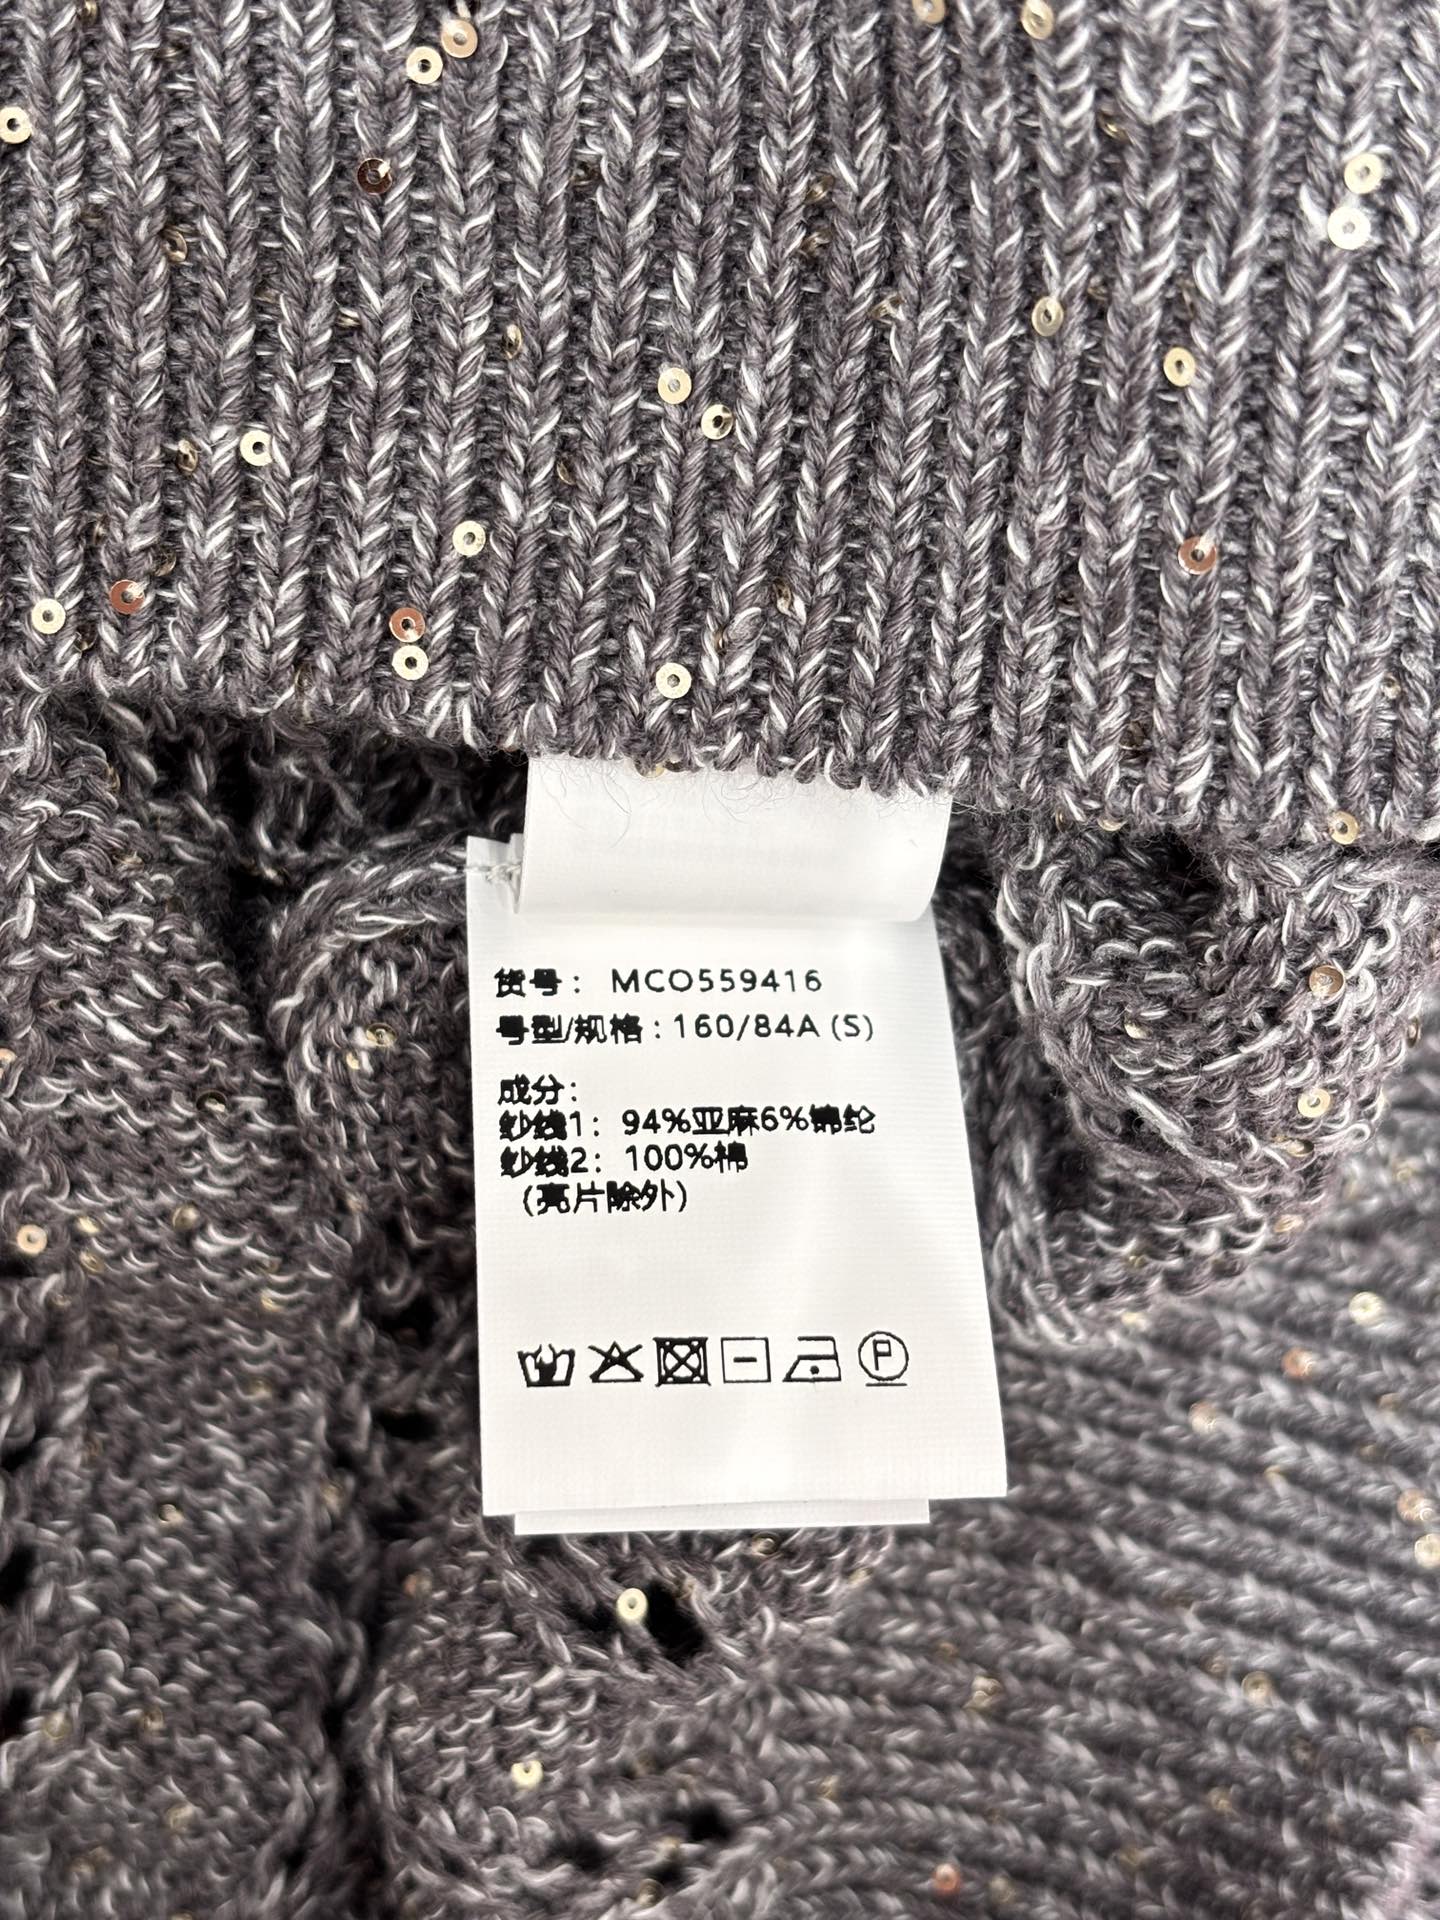 货号： MCO559416
号型/规格：160/84A (S)
成分：
纱线1： 94%亚麻6%锦纶
纱线2： 100%棉
(亮片除外)
P